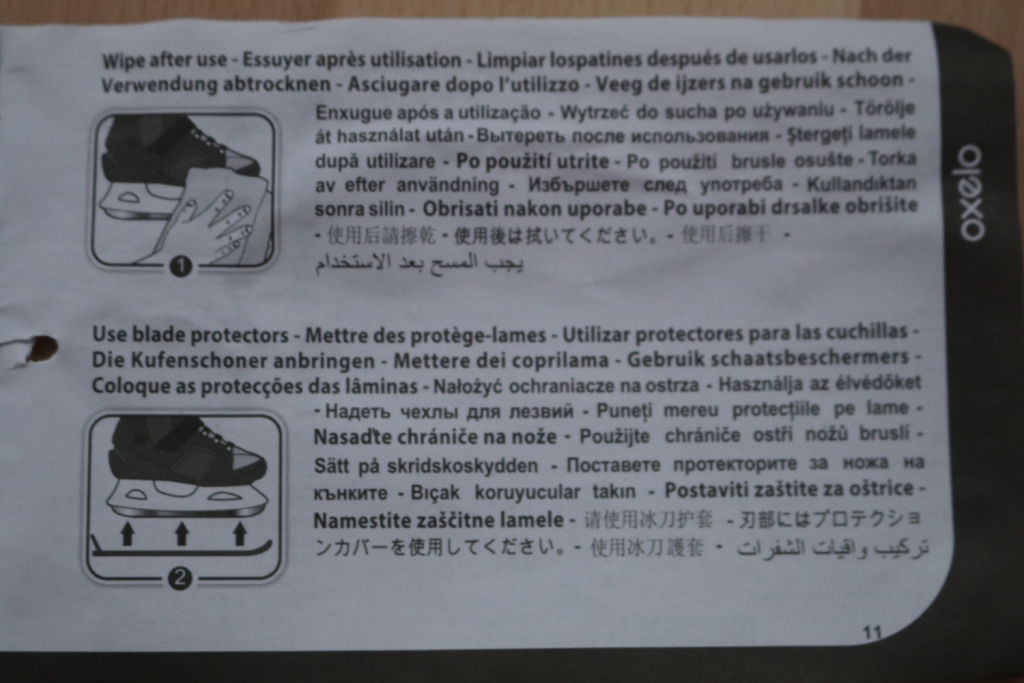 Wipe after use - Essuyer après utilisation - Limpiar lospatines después de usarlos - Nach der
Verwendung abtrocknen - Asciugare dopo l'utilizzo - Veeg de ijzers na gebruik schoon -
Enxugue após a utilização - Wytrzeć do sucha po używaniu - Törölje
át használat után - Вытереть после использования - Ştergeţi lamele
după utilizare - Po použití utrite - Po použití brusle osušte - Torka
av efter användning - Избършете след употреба - Kullandıktan
sonra silin - Obrisati nakon uporabe - Po uporabi drsalke obrišite
- 使用后請擦乾 - 使用後は拭いてください。 - 使用后擦干 -
يجب المسح بعد الاستخدام
1
Use blade protectors - Mettre des protège-lames - Utilizar protectores para las cuchillas -
Die Kufenschoner anbringen - Mettere dei coprilama - Gebruik schaatsbeschermers -
Coloque as protecções das lâminas - Nałożyć ochraniacze na ostrza - Használja az élvédőket
- Надеть чехлы для лезвий - Puneţi mereu protecţiile pe lame -
Nasaďte chrániče na nože - Použijte chrániče ostří nožů bruslí -
Sätt på skridskoskydden - Поставете протекторите за ножа на
кънките - Bıçak koruyucular takın - Postaviti zaštite za oštrice -
Namestite zaščitne lamele - 请使用冰刀护套 - 刃部にはプロテクショ
ンカバーを使用してください。 - 使用冰刀護套 - تركيب واقيات الشفرات
2
11
oxelo